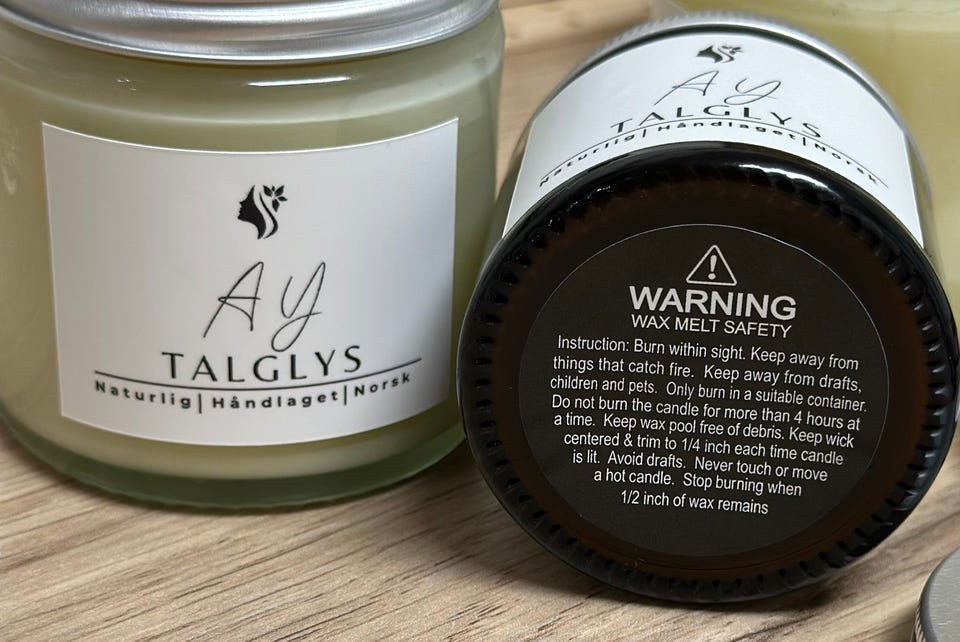 AY
TALGLYS
Naturlig|Håndlaget|Norsk
AY
TALGLYS
Naturlig|Håndlaget|Norsk
WARNING
WAX MELT SAFETY
Instruction: Burn within sight. Keep away from
things that catch fire. Keep away from drafts,
children and pets. Only burn in a suitable container.
Do not burn the candle for more than 4 hours at
a time. Keep wax pool free of debris. Keep wick
centered & trim to 1/4 inch each time candle
is lit. Avoid drafts. Never touch or move
a hot candle. Stop burning when
1/2 inch of wax remains